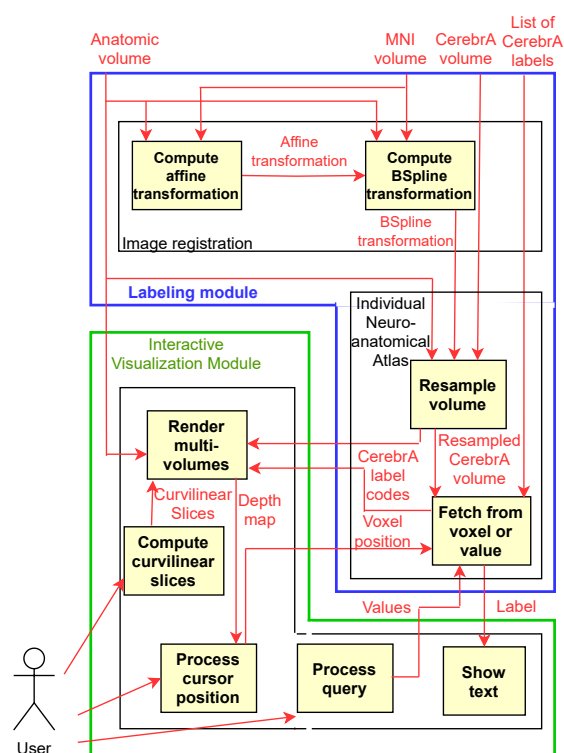 Anatomic
volume
MNI
volume
CerebrA
volume
List of
CerebrA
labels
Compute
affine
transformation
Affine
transformation
Compute
BSpline
transformation
Image registration
BSpline
transformation
Labeling module
Individual
Neuro-
anatomical
Atlas
Interactive
Visualization Module
Resample
volume
Render
multi-
volumes
CerebrA
label
codes
Resampled
CerebrA
volume
Curvilinear
Slices
Depth
map
Voxel
position
Fetch from
voxel or
value
Compute
curvilinear
slices
Values
Label
Process
cursor
position
Process
query
Show
text
User